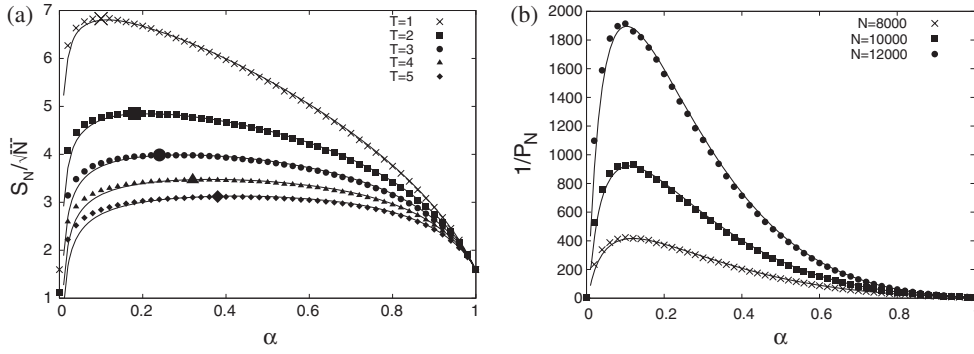 (a)
7
6
5
4
3
2
1
S_N/√N
0 0.2 0.4 0.6 0.8 1
α
T=1
T=2
T=3
T=4
T=5
(b)
2000
1800
1600
1400
1200
1000
800
600
400
200
0
1/P_N
0 0.2 0.4 0.6 0.8
α
N=8000
N=10000
N=12000